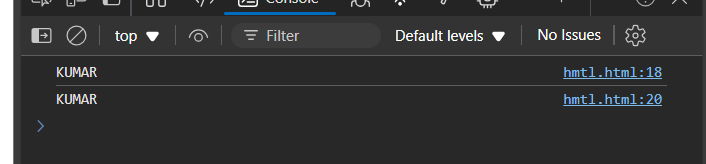 Console
top ▼ Filter Default levels ▼ No Issues
KUMAR hmtl.html:18
KUMAR hmtl.html:20
>